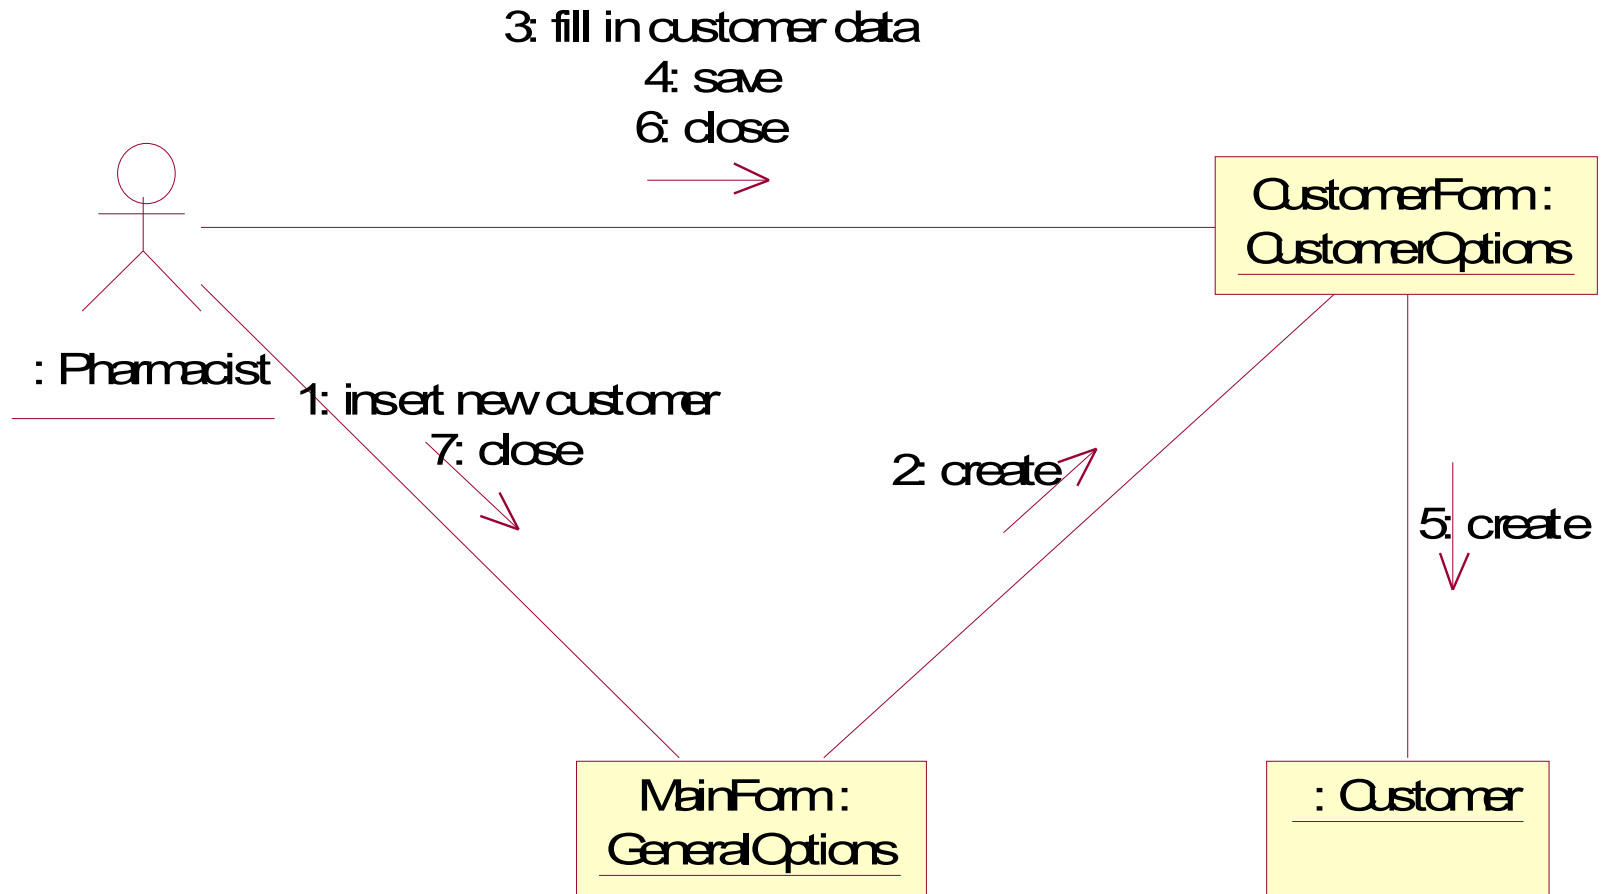 3: fill in customer data
4: save
6: close
CustomerForm :
CustomerOptions
: Pharmacist
1: insert new customer
7: close
2: create
5: create
MainForm :
GeneralOptions
: Customer